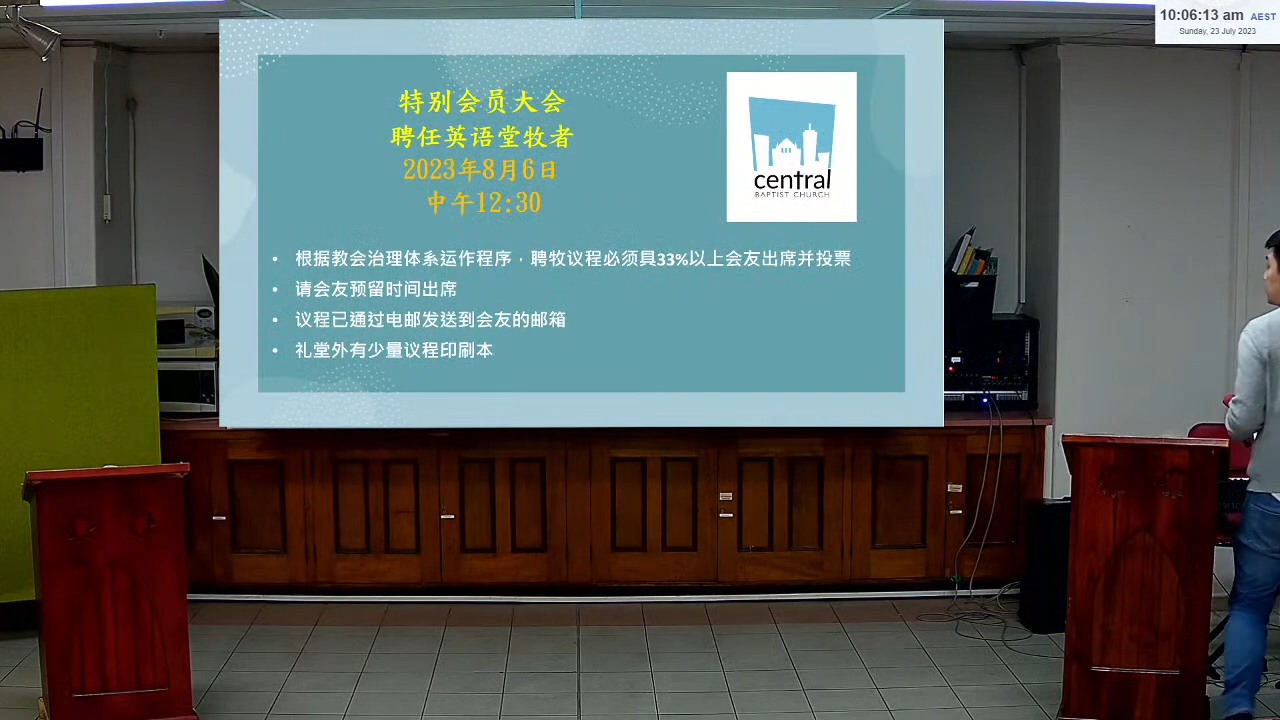 10:06:13 am AEST
Sunday, 23 July 2023
特别会员大会
聘任英语堂牧者
2023年8月6日
中午12:30
central
BAPTIST CHURCH
• 根据教会治理体系运作程序，聘牧议程必须具33%以上会友出席并投票
• 请会友预留时间出席
• 议程已通过电邮发送到会友的邮箱
• 礼堂外有少量议程印刷本